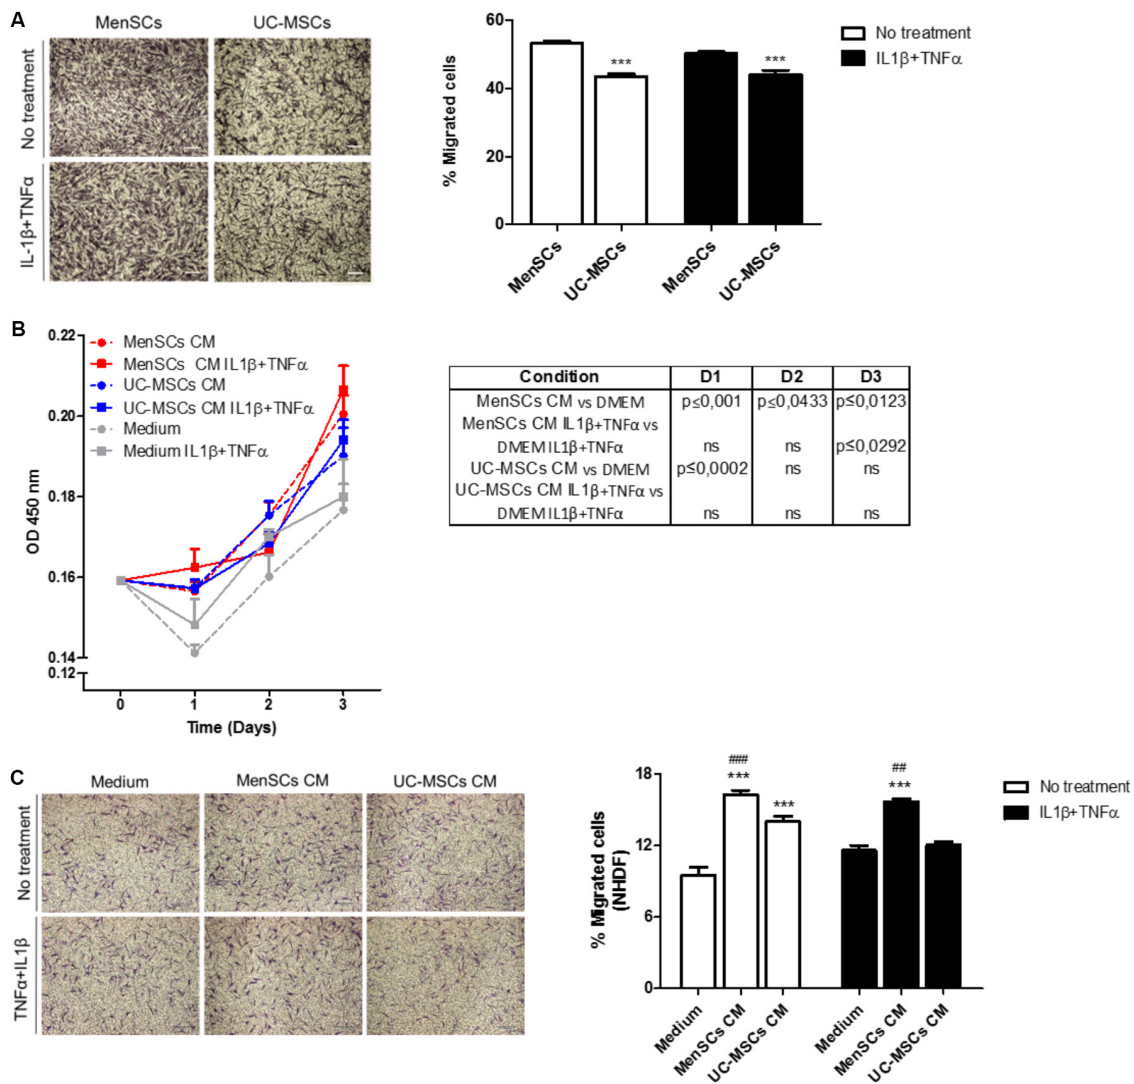 A
MenSCs
UC-MSCs
No treatment
IL-1β+TNFα
% Migrated cells
60
40
20
0
***
***
MenSCs
UC-MSCs
MenSCs
UC-MSCs
No treatment
IL1β+TNFα
B
0.22
0.20
0.18
0.16
0.14
0.12
OD 450 nm
MenSCs CM
MenSCs CM IL1β+TNFα
UC-MSCs CM
UC-MSCs CM IL1β+TNFα
Medium
Medium IL1β+TNFα
0 1 2 3
Time (Days)
Condition D1 D2 D3
MenSCs CM vs DMEM p≤0,001 p≤0,0433 p≤0,0123
MenSCs CM IL1β+TNFα vs
DMEM IL1β+TNFα ns ns p≤0,0292
UC-MSCs CM vs DMEM p≤0,0002 ns ns
UC-MSCs CM IL1β+TNFα vs
DMEM IL1β+TNFα ns ns ns
C
Medium
MenSCs CM
UC-MSCs CM
No treatment
TNFα+IL1β
% Migrated cells
(NHDF)
18
12
6
0
###
***
***
##
***
Medium
MenSCs CM
UC-MSCs CM
Medium
MenSCs CM
UC-MSCs CM
No treatment
IL1β+TNFα